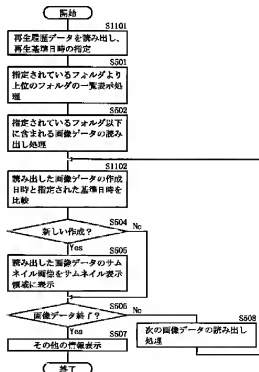 開始
S1101
再生履歴データを読み出し、
再生基準日時の指定
S501
指定されているフォルダより
上位のフォルダの一覧表示処
理
S502
指定されているフォルダ以下
に含まれる画像データの読み
出し処理
S1102
読み出した画像データの作成
日時と指定された基準日時を
比較
S504
新しい作成?
No
Yes
S505
読み出した画像データのサム
ネイル画像をサムネイル表示
領域に表示
S506
画像データ終了?
No
Yes
S507
その他の情報表示
S508
次の画像データの読み出し
処理
終了